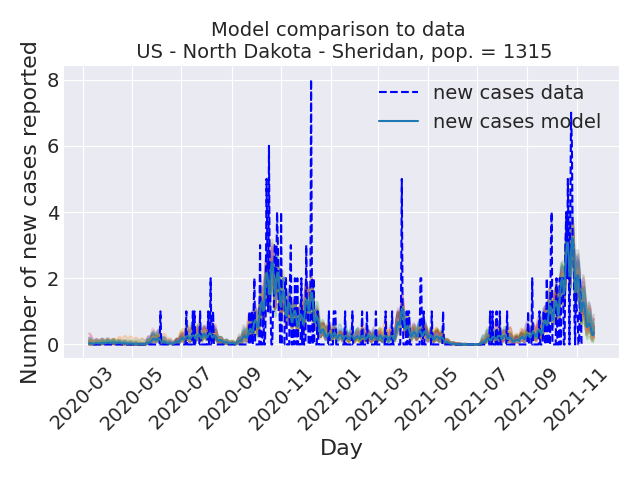 Model comparison to data
US - North Dakota - Sheridan, pop. = 1315
Number of new cases reported
8
6
4
2
0
new cases data
new cases model
2020-03
2020-05
2020-07
2020-09
2020-11
2021-01
2021-03
2021-05
2021-07
2021-09
2021-11
Day